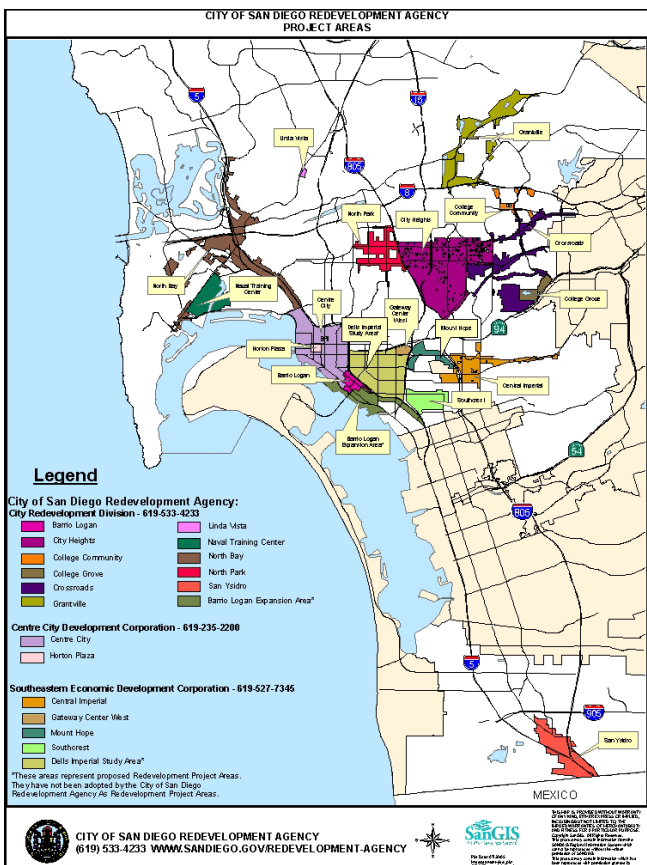 CITY OF SAN DIEGO REDEVELOPMENT AGENCY
PROJECT AREAS
5
15
Grantville
Linda Vista
805
8
College
Community
North Park
City Heights
Crossroads
North Bay
Naval Training
Center
Centre
City
Gateway
Center
West
College Grove
Dells Imperial
Study Area*
Mount Hope
94
Horton Plaza
Barrio Logan
Central Imperial
Southcrest
Barrio Logan
Expansion Area*
54
805
5
905
San Ysidro
MEXICO
Legend
City of San Diego Redevelopment Agency:
City Redevelopment Division - 619-533-4233
Barrio Logan
City Heights
College Community
College Grove
Crossroads
Grantville
Linda Vista
Naval Training Center
North Bay
North Park
San Ysidro
Barrio Logan Expansion Area*
Centre City Development Corporation - 619-235-2200
Centre City
Horton Plaza
Southeastern Economic Development Corporation - 619-527-7345
Central Imperial
Gateway Center West
Mount Hope
Southcrest
Dells Imperial Study Area*
*These areas represent proposed Redevelopment Project Areas.
They have not been adopted by the City of San Diego
Redevelopment Agency As Redevelopment Project Areas.
CITY OF SAN DIEGO REDEVELOPMENT AGENCY
(619) 533-4233 WWW.SANDIEGO.GOV/REDEVELOPMENT-AGENCY
SanGIS